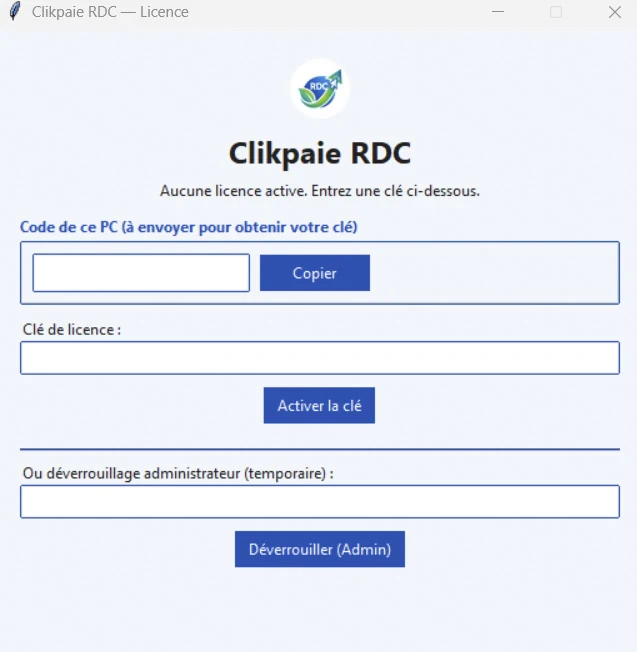 Clikpaie RDC — Licence
RDC
Clikpaie RDC
Aucune licence active. Entrez une clé ci-dessous.
Code de ce PC (à envoyer pour obtenir votre clé)
Copier
Clé de licence :
Activer la clé
Ou déverrouillage administrateur (temporaire) :
Déverrouiller (Admin)